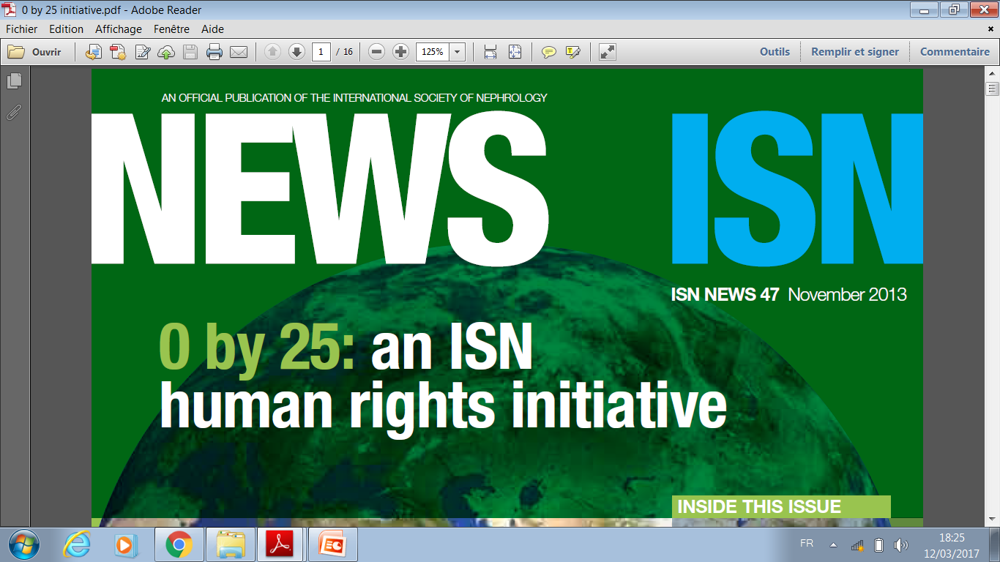 0 by 25 initiative.pdf - Adobe Reader
Fichier Edition Affichage Fenêtre Aide
Ouvrir 1 / 16 125% Outils Remplir et signer Commentaire
AN OFFICIAL PUBLICATION OF THE INTERNATIONAL SOCIETY OF NEPHROLOGY
NEWS ISN
ISN NEWS 47 November 2013
0 by 25: an ISN
human rights initiative
INSIDE THIS ISSUE
FR 18:25
12/03/2017